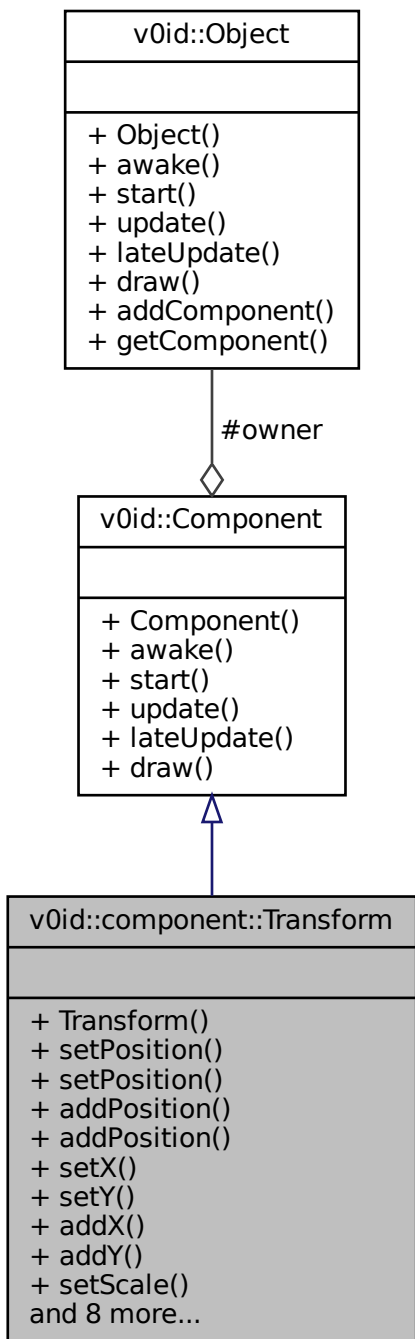 v0id::Object
+ Object()
+ awake()
+ start()
+ update()
+ lateUpdate()
+ draw()
+ addComponent()
+ getComponent()
#owner
v0id::Component
+ Component()
+ awake()
+ start()
+ update()
+ lateUpdate()
+ draw()
v0id::component::Transform
+ Transform()
+ setPosition()
+ setPosition()
+ addPosition()
+ addPosition()
+ setX()
+ setY()
+ addX()
+ addY()
+ setScale()
and 8 more...